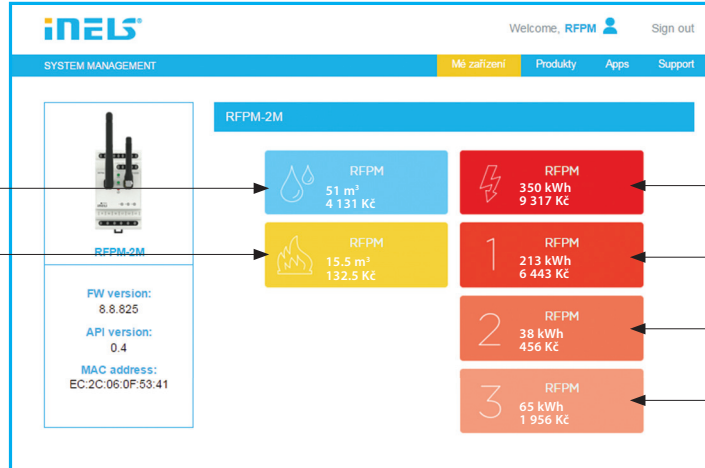 iNELS
Welcome, RFPM
Sign out
SYSTEM MANAGEMENT
Mé zařízení
Produkty
Apps
Support
RFPM-2M
RFPM-2M
FW version:
8.8.825
API version:
0.4
MAC address:
EC:2C:06:0F:53:41
RFPM
51 m³
4 131 Kč
RFPM
15.5 m³
132.5 Kč
RFPM
350 kWh
9 317 Kč
1
RFPM
213 kWh
6 443 Kč
2
RFPM
38 kWh
456 Kč
3
RFPM
65 kWh
1 956 Kč